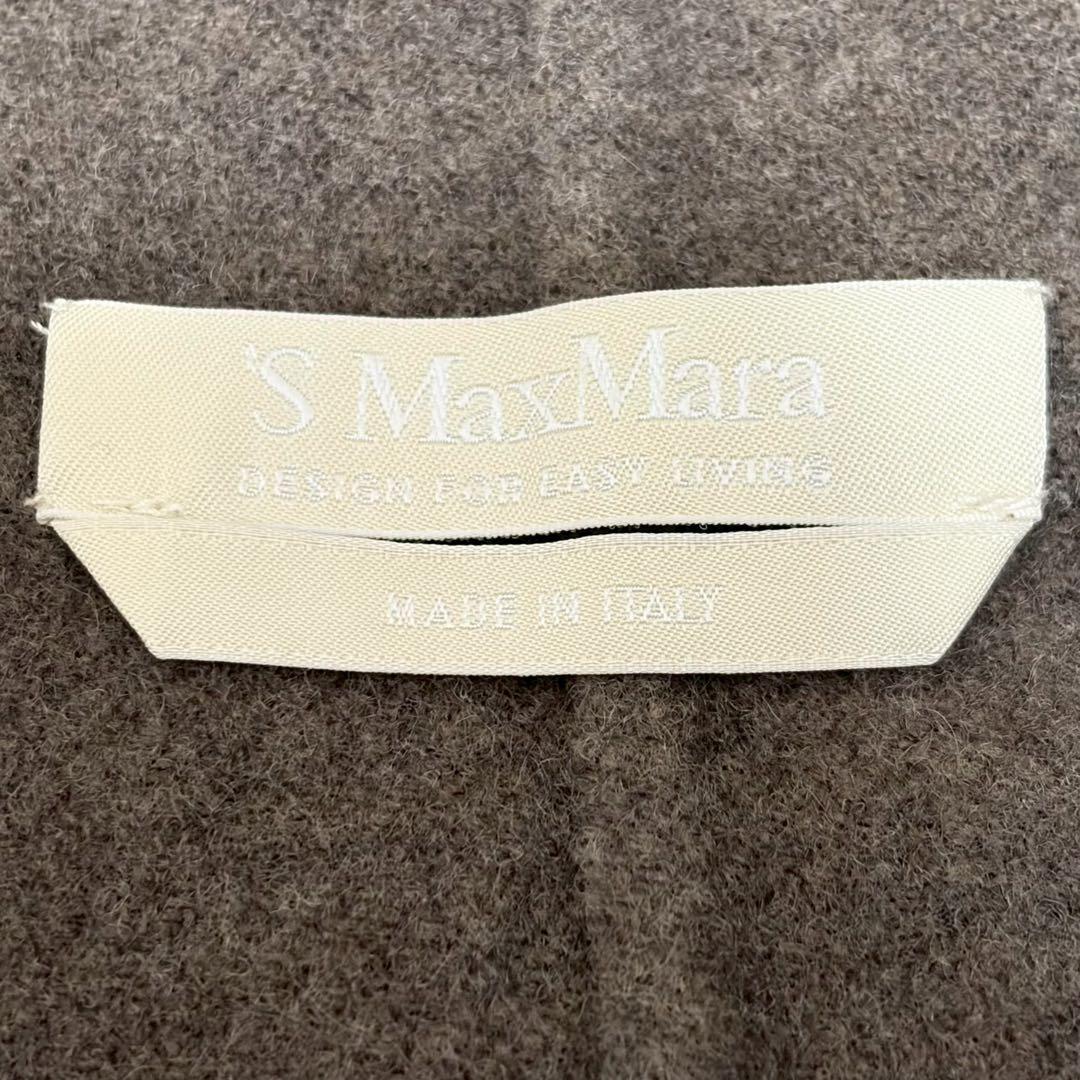 'S MaxMara
DESIGN FOR EASY LIVING
MADE IN ITALY